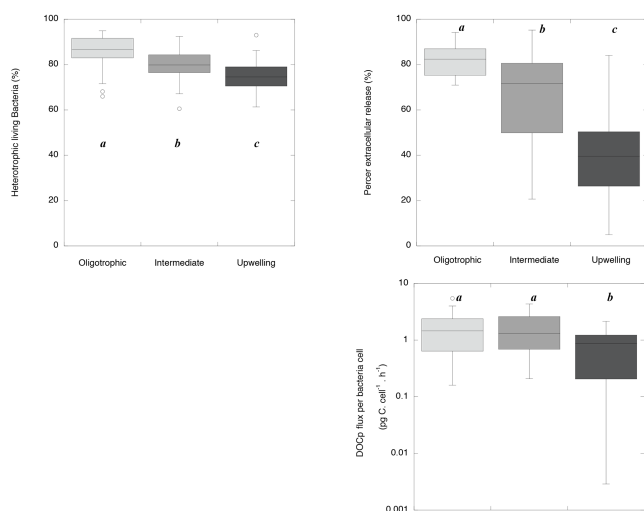 100
80
60
40
20
0
Heterotrophic living Bacteria (%)
a b c
Oligotrophic Intermediate Upwelling
100
80
60
40
20
0
Percer extracellular release (%)
a b c
Oligotrophic Intermediate Upwelling
10
1
0.1
0.01
0.001
DOCp flux per bacteria cell
(pg C. cell⁻¹ . h⁻¹)
a a b